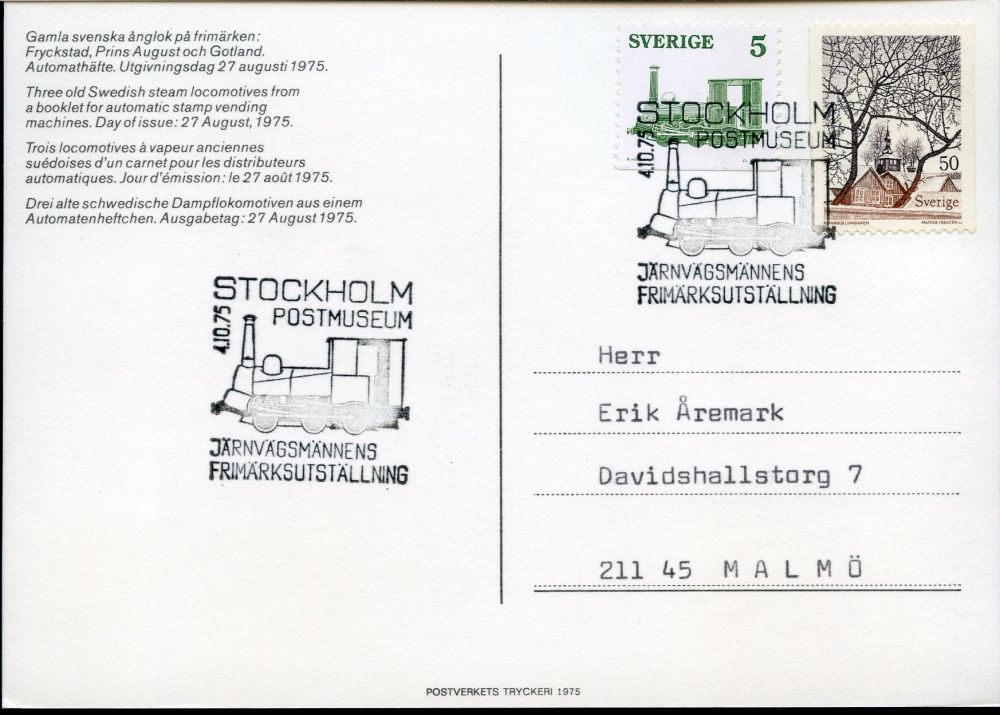 Gamla svenska ånglok på frimärken:
Fryckstad, Prins August och Gotland.
Automathäfte. Utgivningsdag 27 augusti 1975.
Three old Swedish steam locomotives from
a booklet for automatic stamp vending
machines. Day of issue: 27 August, 1975.
Trois locomotives à vapeur anciennes
suédoises d'un carnet pour les distributeurs
automatiques. Jour d'émission: le 27 août 1975.
Drei alte schwedische Dampflokomotiven aus einem
Automatenheftchen. Ausgabetag: 27 August 1975.
SVERIGE 5
50
Sverige
STOCKHOLM
POSTMUSEUM
4.10.75
JÄRNVÄGSMÄNNENS
FRIMÄRKSUTSTÄLLNING
STOCKHOLM
POSTMUSEUM
4.10.75
JÄRNVÄGSMÄNNENS
FRIMÄRKSUTSTÄLLNING
Herr
Erik Åremark
Davidshallstorg 7
211 45 M A L M Ö
POSTVERKETS TRYCKERI 1975